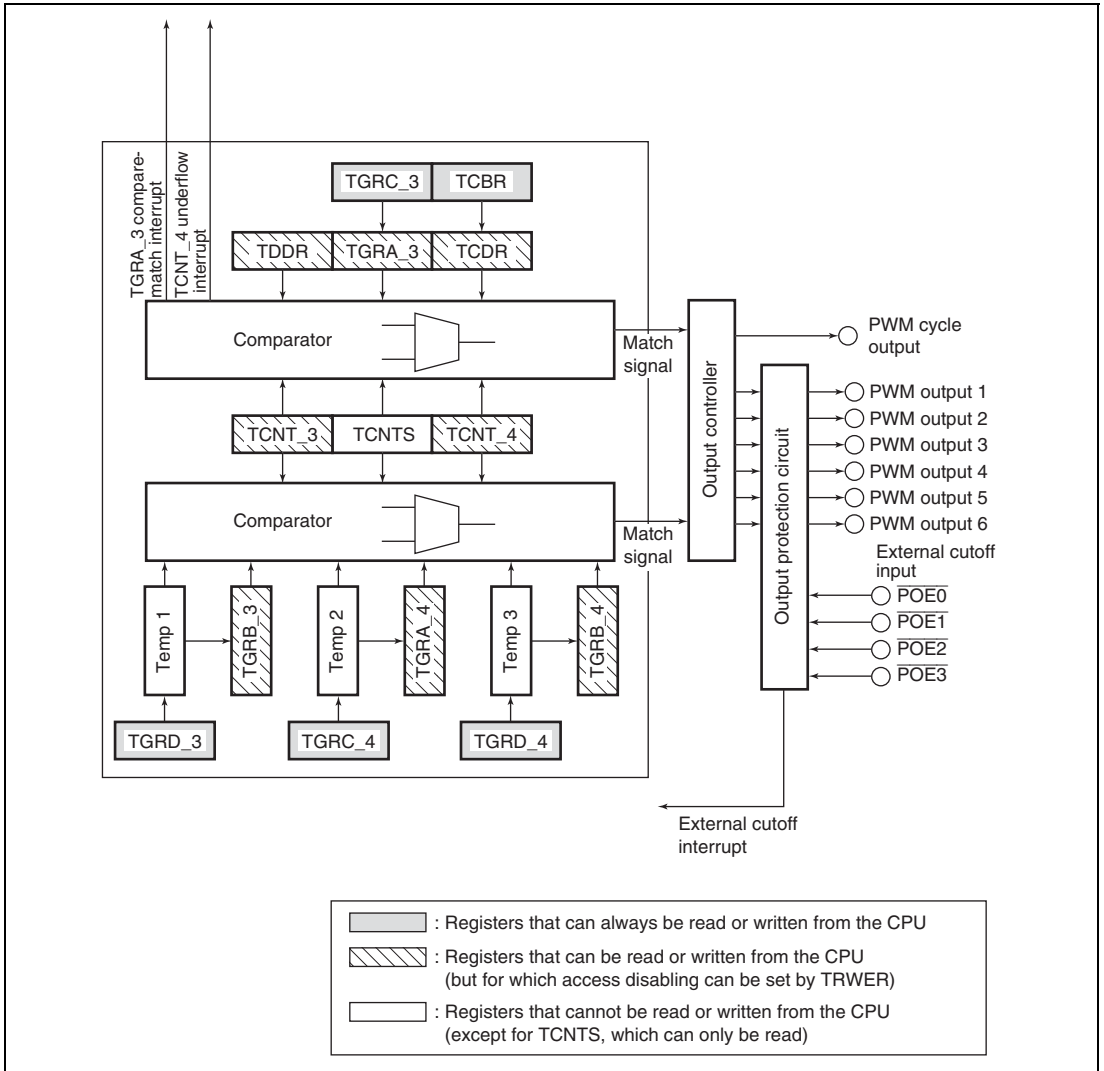 TGRA_3 compare-
match interrupt
TCNT_4 underflow
interrupt
TGRC_3
TCBR
TDDR
TGRA_3
TCDR
Comparator
Match
signal
TCNT_3
TCNTS
TCNT_4
Comparator
Match
signal
Temp 1
TGRB_3
Temp 2
TGRA_4
Temp 3
TGRB_4
TGRD_3
TGRC_4
TGRD_4
Output controller
Output protection circuit
PWM cycle
output
PWM output 1
PWM output 2
PWM output 3
PWM output 4
PWM output 5
PWM output 6
External cutoff
input
POE0
POE1
POE2
POE3
External cutoff
interrupt
: Registers that can always be read or written from the CPU
: Registers that can be read or written from the CPU
(but for which access disabling can be set by TRWER)
: Registers that cannot be read or written from the CPU
(except for TCNTS, which can only be read)